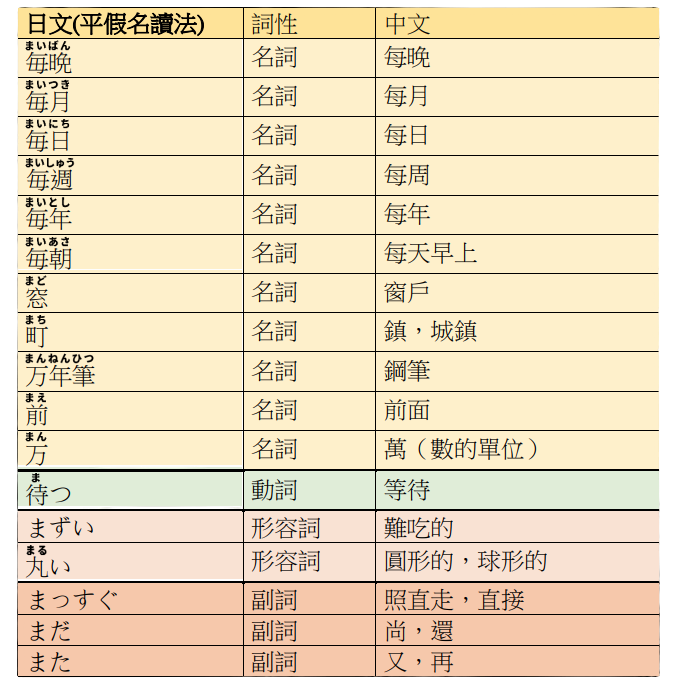 日文(平假名讀法) 詞性 中文
まいばん
毎晩 名詞 每晚
まいつき
毎月 名詞 每月
まいにち
毎日 名詞 每日
まいしゅう
毎週 名詞 每周
まいとし
毎年 名詞 每年
まいあさ
毎朝 名詞 每天早上
まど
窓 名詞 窗戶
まち
町 名詞 鎮，城鎮
まんねんひつ
万年筆 名詞 鋼筆
まえ
前 名詞 前面
まん
万 名詞 萬（數的單位）
ま
待つ 動詞 等待
まずい 形容詞 難吃的
まる
丸い 形容詞 圓形的，球形的
まっすぐ 副詞 照直走，直接
まだ 副詞 尚，還
また 副詞 又，再